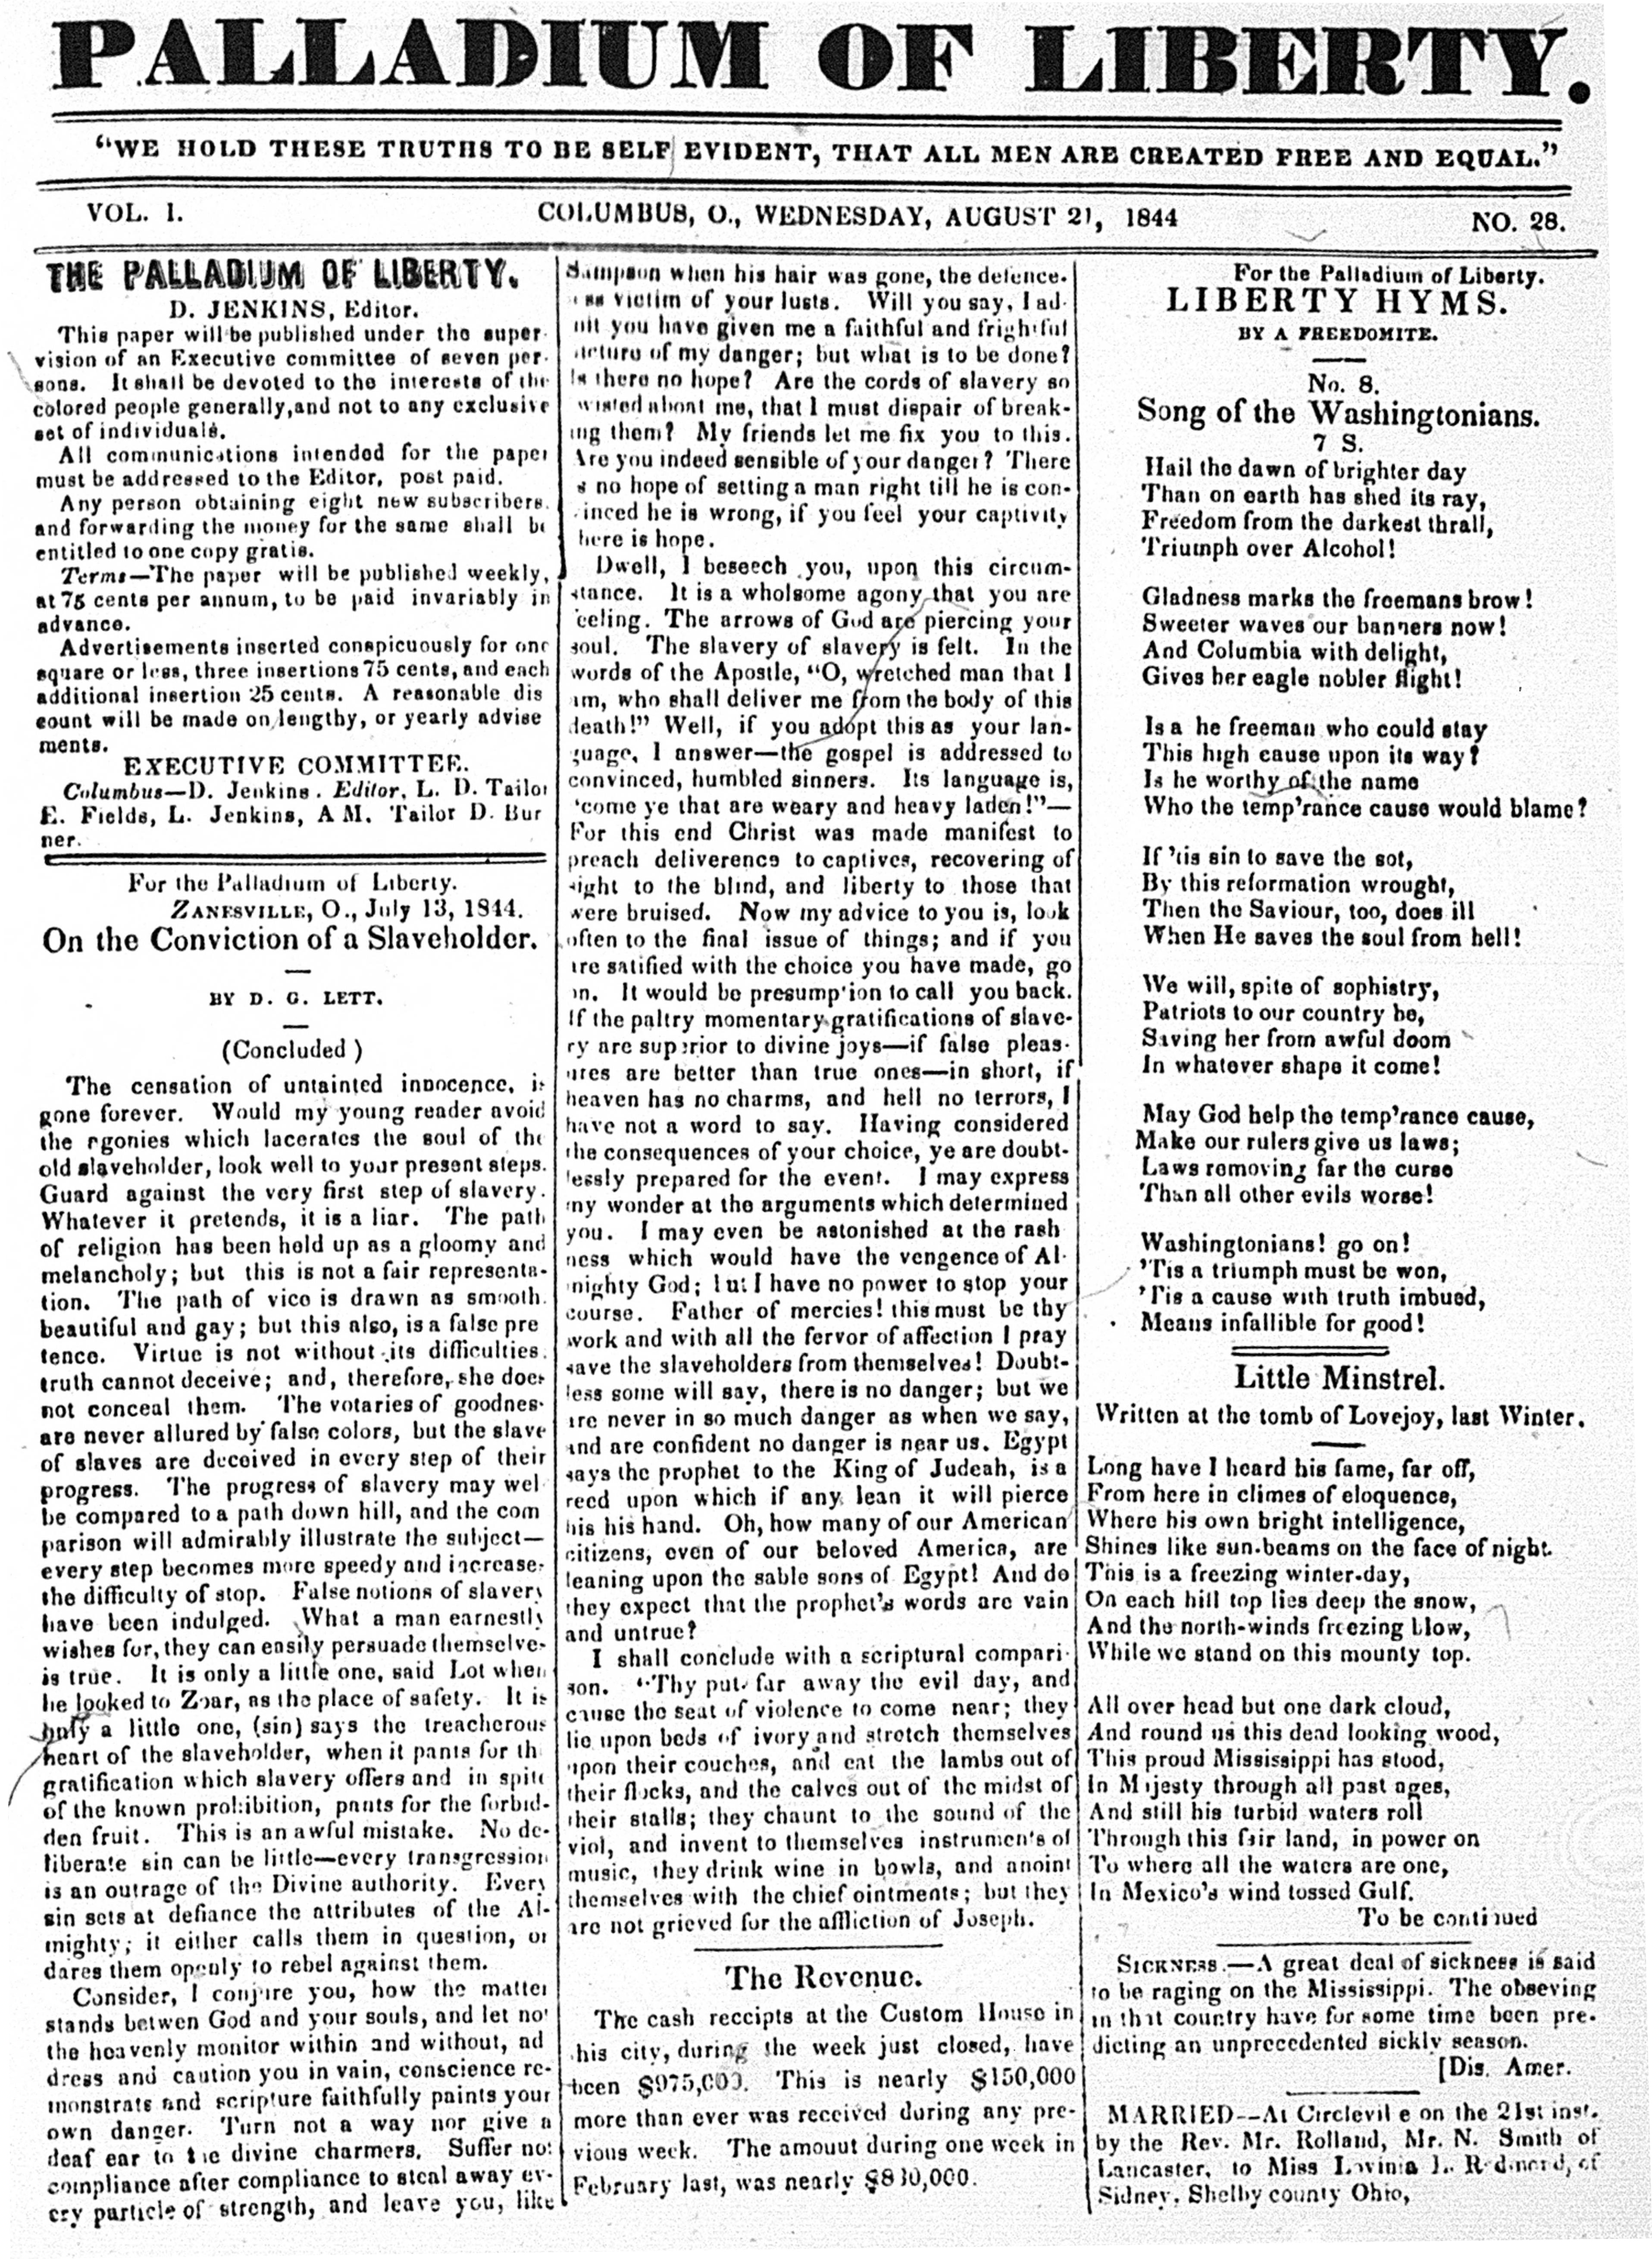 PALLADIUM OF LIBERTY.
"WE HOLD THESE TRUTHS TO BE SELF EVIDENT, THAT ALL MEN ARE CREATED FREE AND EQUAL."
VOL. I. COLUMBUS, O., WEDNESDAY, AUGUST 21, 1844 NO. 28.
THE PALLADIUM OF LIBERTY.
D. JENKINS, Editor.
This paper will be published under the super-
vision of an Executive committee of seven per-
sons. It shall be devoted to the interests of the
colored people generally, and not to any exclusive
set of individuals.
All communications intended for the paper
must be addressed to the Editor, post paid.
Any person obtaining eight new subscribers,
and forwarding the money for the same shall be
entitled to one copy gratis.
Terms—The paper will be published weekly,
at 75 cents per annum, to be paid invariably in
advance.
Advertisements inserted conspicuously for one
square or less, three insertions 75 cents, and each
additional insertion 25 cents. A reasonable dis
count will be made on lengthy, or yearly advise
ments.
EXECUTIVE COMMITTEE.
Columbus—D. Jenkins. Editor, L. D. Tailor
E. Fields, L. Jenkins, A M. Tailor D. Bur
ner.
For the Palladium of Liberty.
ZANESVILLE, O., July 13, 1844.
On the Conviction of a Slaveholder.
BY D. G. LETT.
(Concluded )
The censation of untainted innocence, is
gone forever. Would my young reader avoid
the agonies which lacerates the soul of the
old slaveholder, look well to your present steps.
Guard against the very first step of slavery.
Whatever it pretends, it is a liar. The path
of religion has been held up as a gloomy and
melancholy; but this is not a fair representa-
tion. The path of vice is drawn as smooth.
beautiful and gay; but this also, is a false pre
tence. Virtue is not without its difficulties.
truth cannot deceive; and, therefore, she does
not conceal them. The votaries of goodnes-
are never allured by false colors, but the slave
of slaves are deceived in every step of their
progress. The progress of slavery may wel
be compared to a path down hill, and the com
parison will admirably illustrate the subject—
every step becomes more speedy and increases
the difficulty of stop. False notions of slavery
have been indulged. What a man earnestly
wishes for, they can easily persuade themselves
is true. It is only a little one, said Lot when
he looked to Zoar, as the place of safety. It is
only a little one, (sin) says the treacherous
heart of the slaveholder, when it pants for th
gratification which slavery offers and in spite
of the known prohibition, pants for the forbid-
den fruit. This is an awful mistake. No de-
liberate sin can be little—every transgression
is an outrage of the Divine authority. Every
sin sets at defiance the attributes of the Al-
mighty; it either calls them in question, or
dares them openly to rebel against them.
Consider, I conjure you, how the matter
stands betwen God and your souls, and let not
the heavenly monitor within and without, ad
dress and caution you in vain, conscience re-
monstrats and scripture faithfully paints your
own danger. Turn not a way nor give a
deaf ear to the divine charmers. Suffer not
compliance after compliance to steal away ev-
ery particle of strength, and leave you, like
Sampson when his hair was gone, the defence-
ess victim of your lusts. Will you say, I ad-
mit you have given me a faithful and frightful
picture of my danger; but what is to be done?
Is there no hope? Are the cords of slavery so
twisted about me, that I must dispair of break-
ing them? My friends let me fix you to this.
Are you indeed sensible of your danger? There
s no hope of setting a man right till he is con-
vinced he is wrong, if you feel your captivity
here is hope.
Dwell, I beseech you, upon this circum-
stance. It is a wholsome agony that you are
feeling. The arrows of God are piercing your
soul. The slavery of slavery is felt. In the
words of the Apostle, "O, wretched man that I
am, who shall deliver me from the body of this
death!" Well, if you adopt this as your lan-
guage, I answer—the gospel is addressed to
convinced, humbled sinners. Its language is,
'come ye that are weary and heavy laden!"—
For this end Christ was made manifest to
preach deliverence to captives, recovering of
sight to the blind, and liberty to those that
were bruised. Now my advice to you is, look
often to the final issue of things; and if you
are satified with the choice you have made, go
on. It would be presump'ion to call you back.
If the paltry momentary gratifications of slave-
ry are superior to divine joys—if false pleas-
ures are better than true ones—in short, if
heaven has no charms, and hell no terrors, I
have not a word to say. Having considered
the consequences of your choice, ye are doubt-
lessly prepared for the event. I may express
my wonder at the arguments which determined
you. I may even be astonished at the rash
ness which would have the vengence of Al-
mighty God; but I have no power to stop your
course. Father of mercies! this must be thy
work and with all the fervor of affection I pray
save the slaveholders from themselves! Doubt-
less some will say, there is no danger; but we
are never in so much danger as when we say,
and are confident no danger is near us. Egypt
says the prophet to the King of Judeah, is a
reed upon which if any lean it will pierce
his his hand. Oh, how many of our American
citizens, even of our beloved America, are
leaning upon the sable sons of Egypt! And do
they expect that the prophet's words are vain
and untrue?
I shall conclude with a scriptural compari-
son. "Thy put far away the evil day, and
cause the seat of violence to come near; they
lie upon beds of ivory and stretch themselves
upon their couches, and eat the lambs out of
their flocks, and the calves out of the midst of
their stalls; they chaunt to the sound of the
viol, and invent to themselves instruments of
music, they drink wine in bowls, and anoint
themselves with the chief ointments; but they
are not grieved for the affliction of Joseph.
The Revenue.
The cash receipts at the Custom House in
this city, during the week just closed, have
been $975,000. This is nearly $150,000
more than ever was received during any pre-
vious week. The amouut during one week in
February last, was nearly $830,000.
For the Palladium of Liberty.
LIBERTY HYMS.
BY A FREEDOMITE.
No. 8.
Song of the Washingtonians.
7 S.
Hail the dawn of brighter day
Than on earth has shed its ray,
Freedom from the darkest thrall,
Triumph over Alcohol!
Gladness marks the freemans brow!
Sweeter waves our banners now!
And Columbia with delight,
Gives her eagle nobler flight!
Is a he freeman who could stay
This high cause upon its way?
Is he worthy of the name
Who the temp'rance cause would blame?
If 'tis sin to save the sot,
By this reformation wrought,
Then the Saviour, too, does ill
When He saves the soul from hell!
We will, spite of sophistry,
Patriots to our country be,
Saving her from awful doom
In whatever shape it come!
May God help the temp'rance cause,
Make our rulers give us laws;
Laws removing far the curse
Than all other evils worse!
Washingtonians! go on!
'Tis a triumph must be won,
'Tis a cause with truth imbued,
Means infallible for good!
Little Minstrel.
Written at the tomb of Lovejoy, last Winter.
Long have I heard his fame, far off,
From here in climes of eloquence,
Where his own bright intelligence,
Shines like sun-beams on the face of night.
This is a freezing winter-day,
On each hill top lies deep the snow,
And the north-winds freezing blow,
While we stand on this mounty top.
All over head but one dark cloud,
And round us this dead looking wood,
This proud Mississippi has stood,
In Majesty through all past ages,
And still his turbid waters roll
Through this fair land, in power on
To where all the waters are one,
In Mexico's wind tossed Gulf.
To be continued
SICKNESS.—A great deal of sickness is said
to be raging on the Mississippi. The obseving
in that country have for some time been pre-
dicting an unprecedented sickly season.
[Dis. Amer.
MARRIED--At Circlevil e on the 21st inst.
by the Rev. Mr. Rolland, Mr. N. Smith of
Lancaster, to Miss Lavinia L. of
Sidney, Shelby county Ohio,